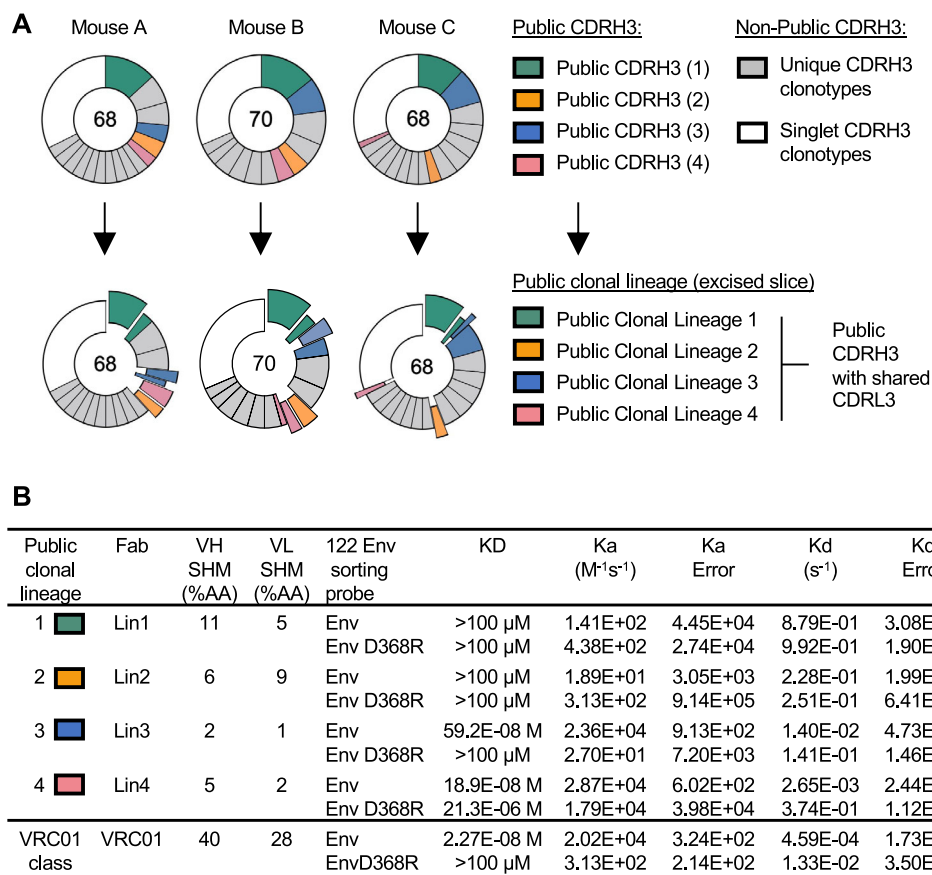 A
Mouse A Mouse B Mouse C
68 70 68
Public CDRH3:
Public CDRH3 (1)
Public CDRH3 (2)
Public CDRH3 (3)
Public CDRH3 (4)
Non-Public CDRH3:
Unique CDRH3
clonotypes
Singlet CDRH3
clonotypes
68 70 68
Public clonal lineage (excised slice)
Public Clonal Lineage 1
Public Clonal Lineage 2
Public Clonal Lineage 3
Public Clonal Lineage 4
Public
CDRH3
with shared
CDRL3
B
Public Fab VH VL 122 Env KD Ka Ka Kd Kd
clonal SHM SHM sorting (M⁻¹s⁻¹) Error (s⁻¹) Erro
lineage (%AA) (%AA) probe
1 Lin1 11 5 Env >100 µM 1.41E+02 4.45E+04 8.79E-01 3.08E
Env D368R >100 µM 4.38E+02 2.74E+04 9.92E-01 1.90E
2 Lin2 6 9 Env >100 µM 1.89E+01 3.05E+03 2.28E-01 1.99E
Env D368R >100 µM 3.13E+02 9.14E+05 2.51E-01 6.41E
3 Lin3 2 1 Env 59.2E-08 M 2.36E+04 9.13E+02 1.40E-02 4.73E
Env D368R >100 µM 2.70E+01 7.20E+03 1.41E-01 1.46E
4 Lin4 5 2 Env 18.9E-08 M 2.87E+04 6.02E+02 2.65E-03 2.44E
Env D368R 21.3E-06 M 1.79E+04 3.98E+04 3.74E-01 1.12E
VRC01 VRC01 40 28 Env 2.27E-08 M 2.02E+04 3.24E+02 4.59E-04 1.73E
class EnvD368R >100 µM 3.13E+02 2.14E+02 1.33E-02 3.50E